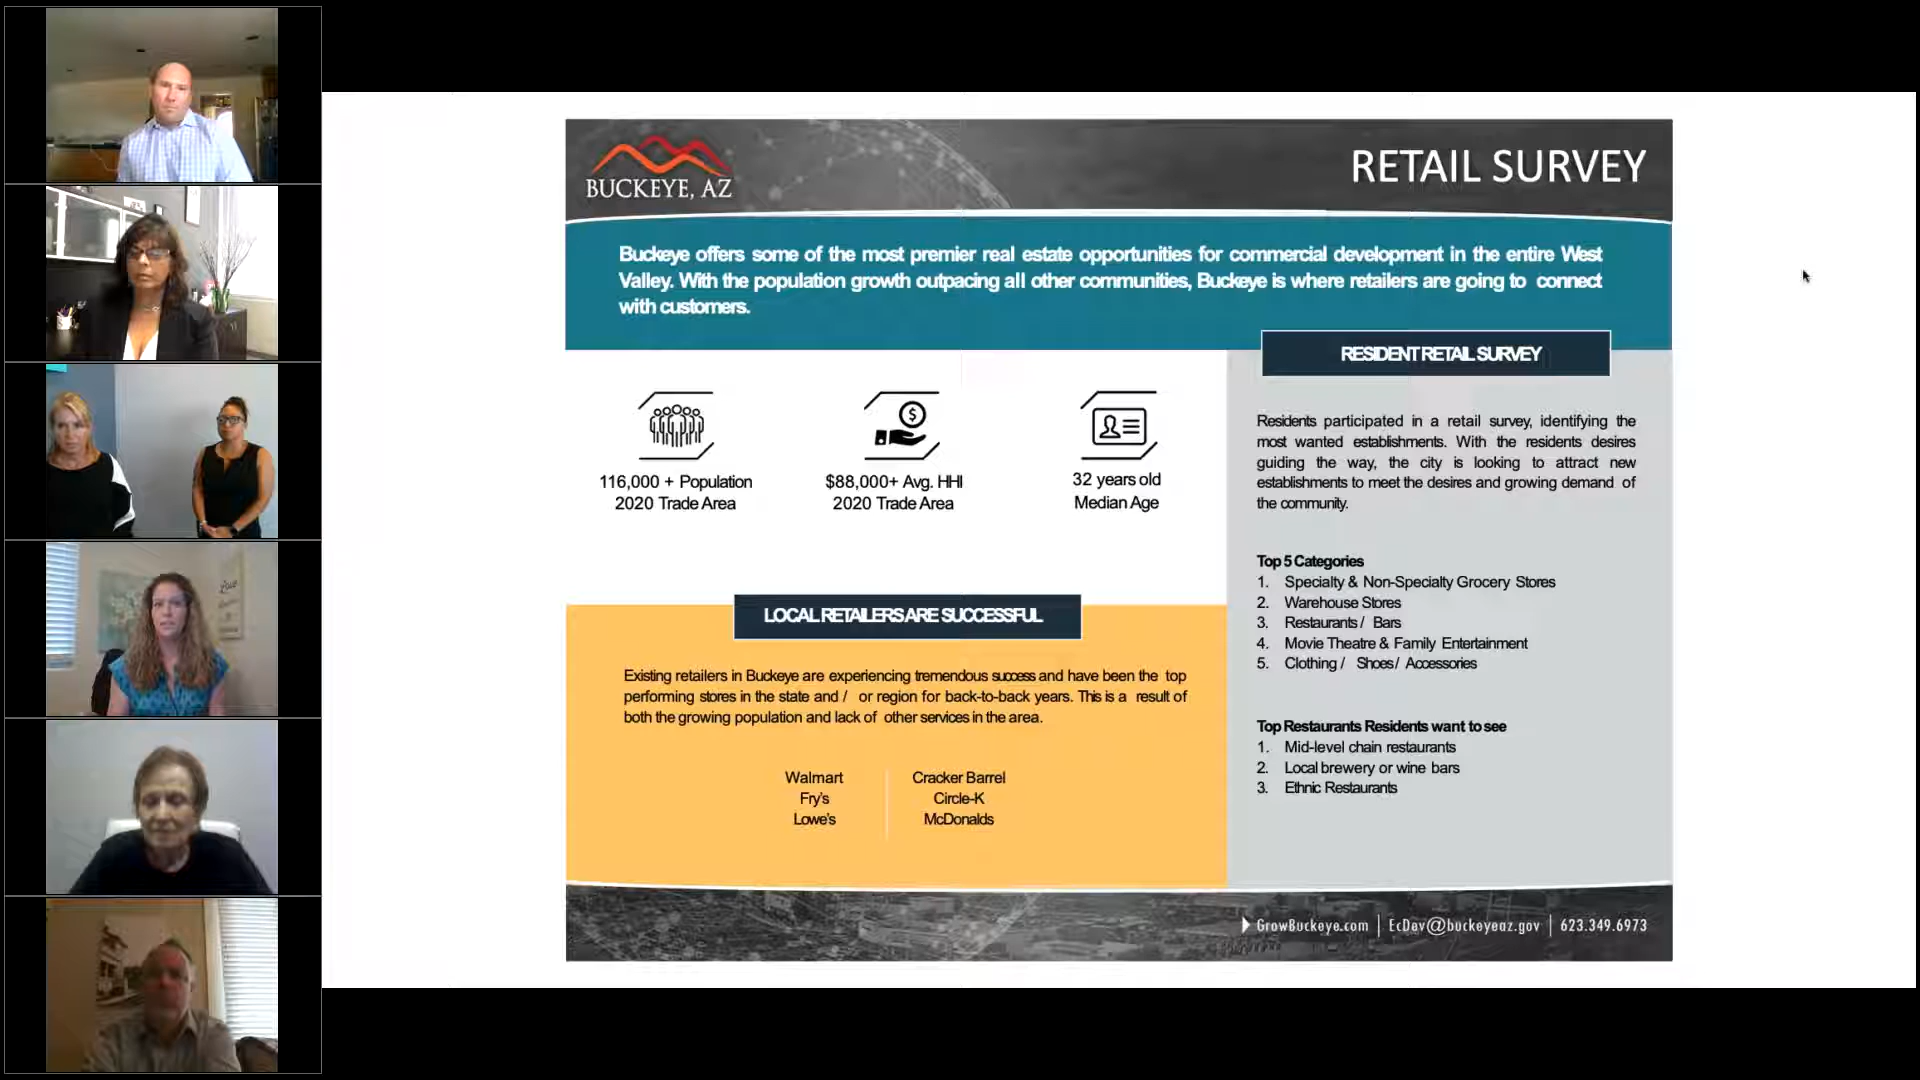 BUCKEYE, AZ
RETAIL SURVEY
Buckeye offers some of the most premier real estate opportunities for commercial development in the entire West
Valley. With the population growth outpacing all other communities, Buckeye is where retailers are going to connect
with customers.
116,000 + Population
2020 Trade Area
$88,000+ Avg. HHI
2020 Trade Area
32 years old
Median Age
LOCAL RETAILERS ARE SUCCESSFUL
Existing retailers in Buckeye are experiencing tremendous success and have been the top
performing stores in the state and / or region for back-to-back years. This is a result of
both the growing population and lack of other services in the area.
Walmart
Fry's
Lowe's
Cracker Barrel
Circle-K
McDonalds
RESIDENT RETAIL SURVEY
Residents participated in a retail survey, identifying the
most wanted establishments. With the residents desires
guiding the way, the city is looking to attract new
establishments to meet the desires and growing demand of
the community.
Top 5 Categories
1. Specialty & Non-Specialty Grocery Stores
2. Warehouse Stores
3. Restaurants / Bars
4. Movie Theatre & Family Entertainment
5. Clothing / Shoes / Accessories
Top Restaurants Residents want to see
1. Mid-level chain restaurants
2. Local brewery or wine bars
3. Ethnic Restaurants
GrowBuckeye.com | EcDev@buckeyeaz.gov | 623.349.6973